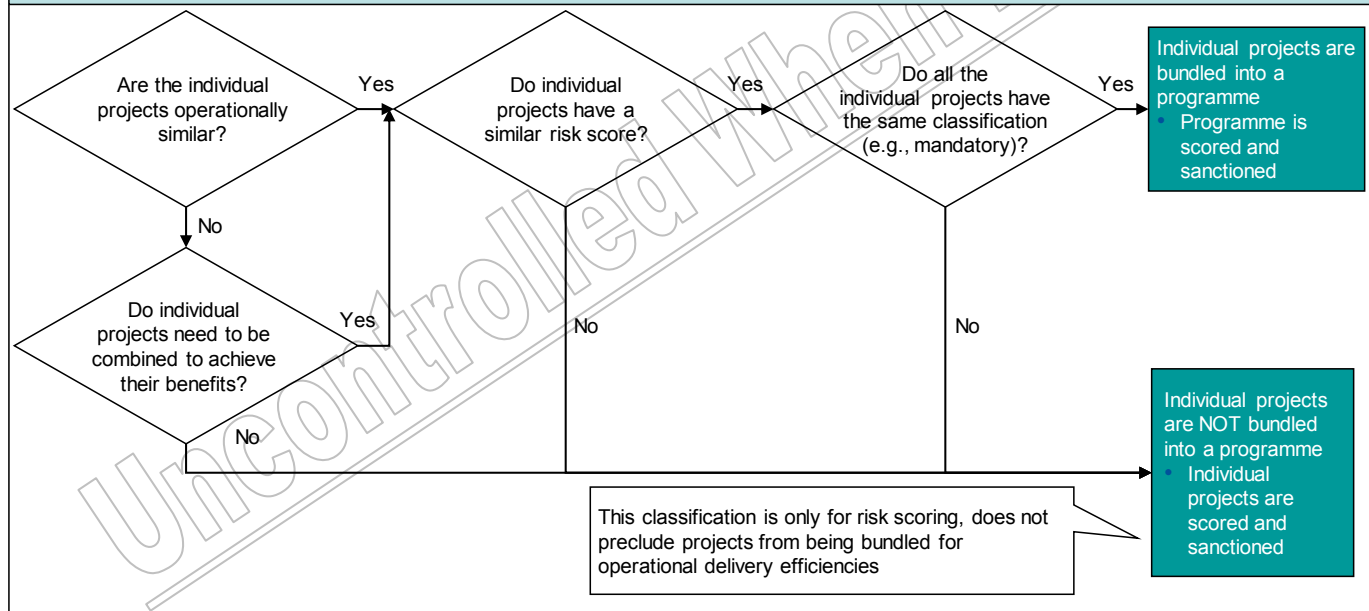 Are the individual
projects operationally
similar?
Yes
Do individual
projects have a
similar risk score?
Yes
Do all the
individual projects have
the same classification
(e.g., mandatory)?
Yes
Individual projects are
bundled into a
programme
• Programme is
scored and
sanctioned
No
Do individual
projects need to be
combined to achieve
their benefits?
Yes
No
No
No
Individual projects
are NOT bundled
into a programme
• Individual
projects are
scored and
sanctioned
This classification is only for risk scoring, does not
preclude projects from being bundled for
operational delivery efficiencies
Uncontrolled When